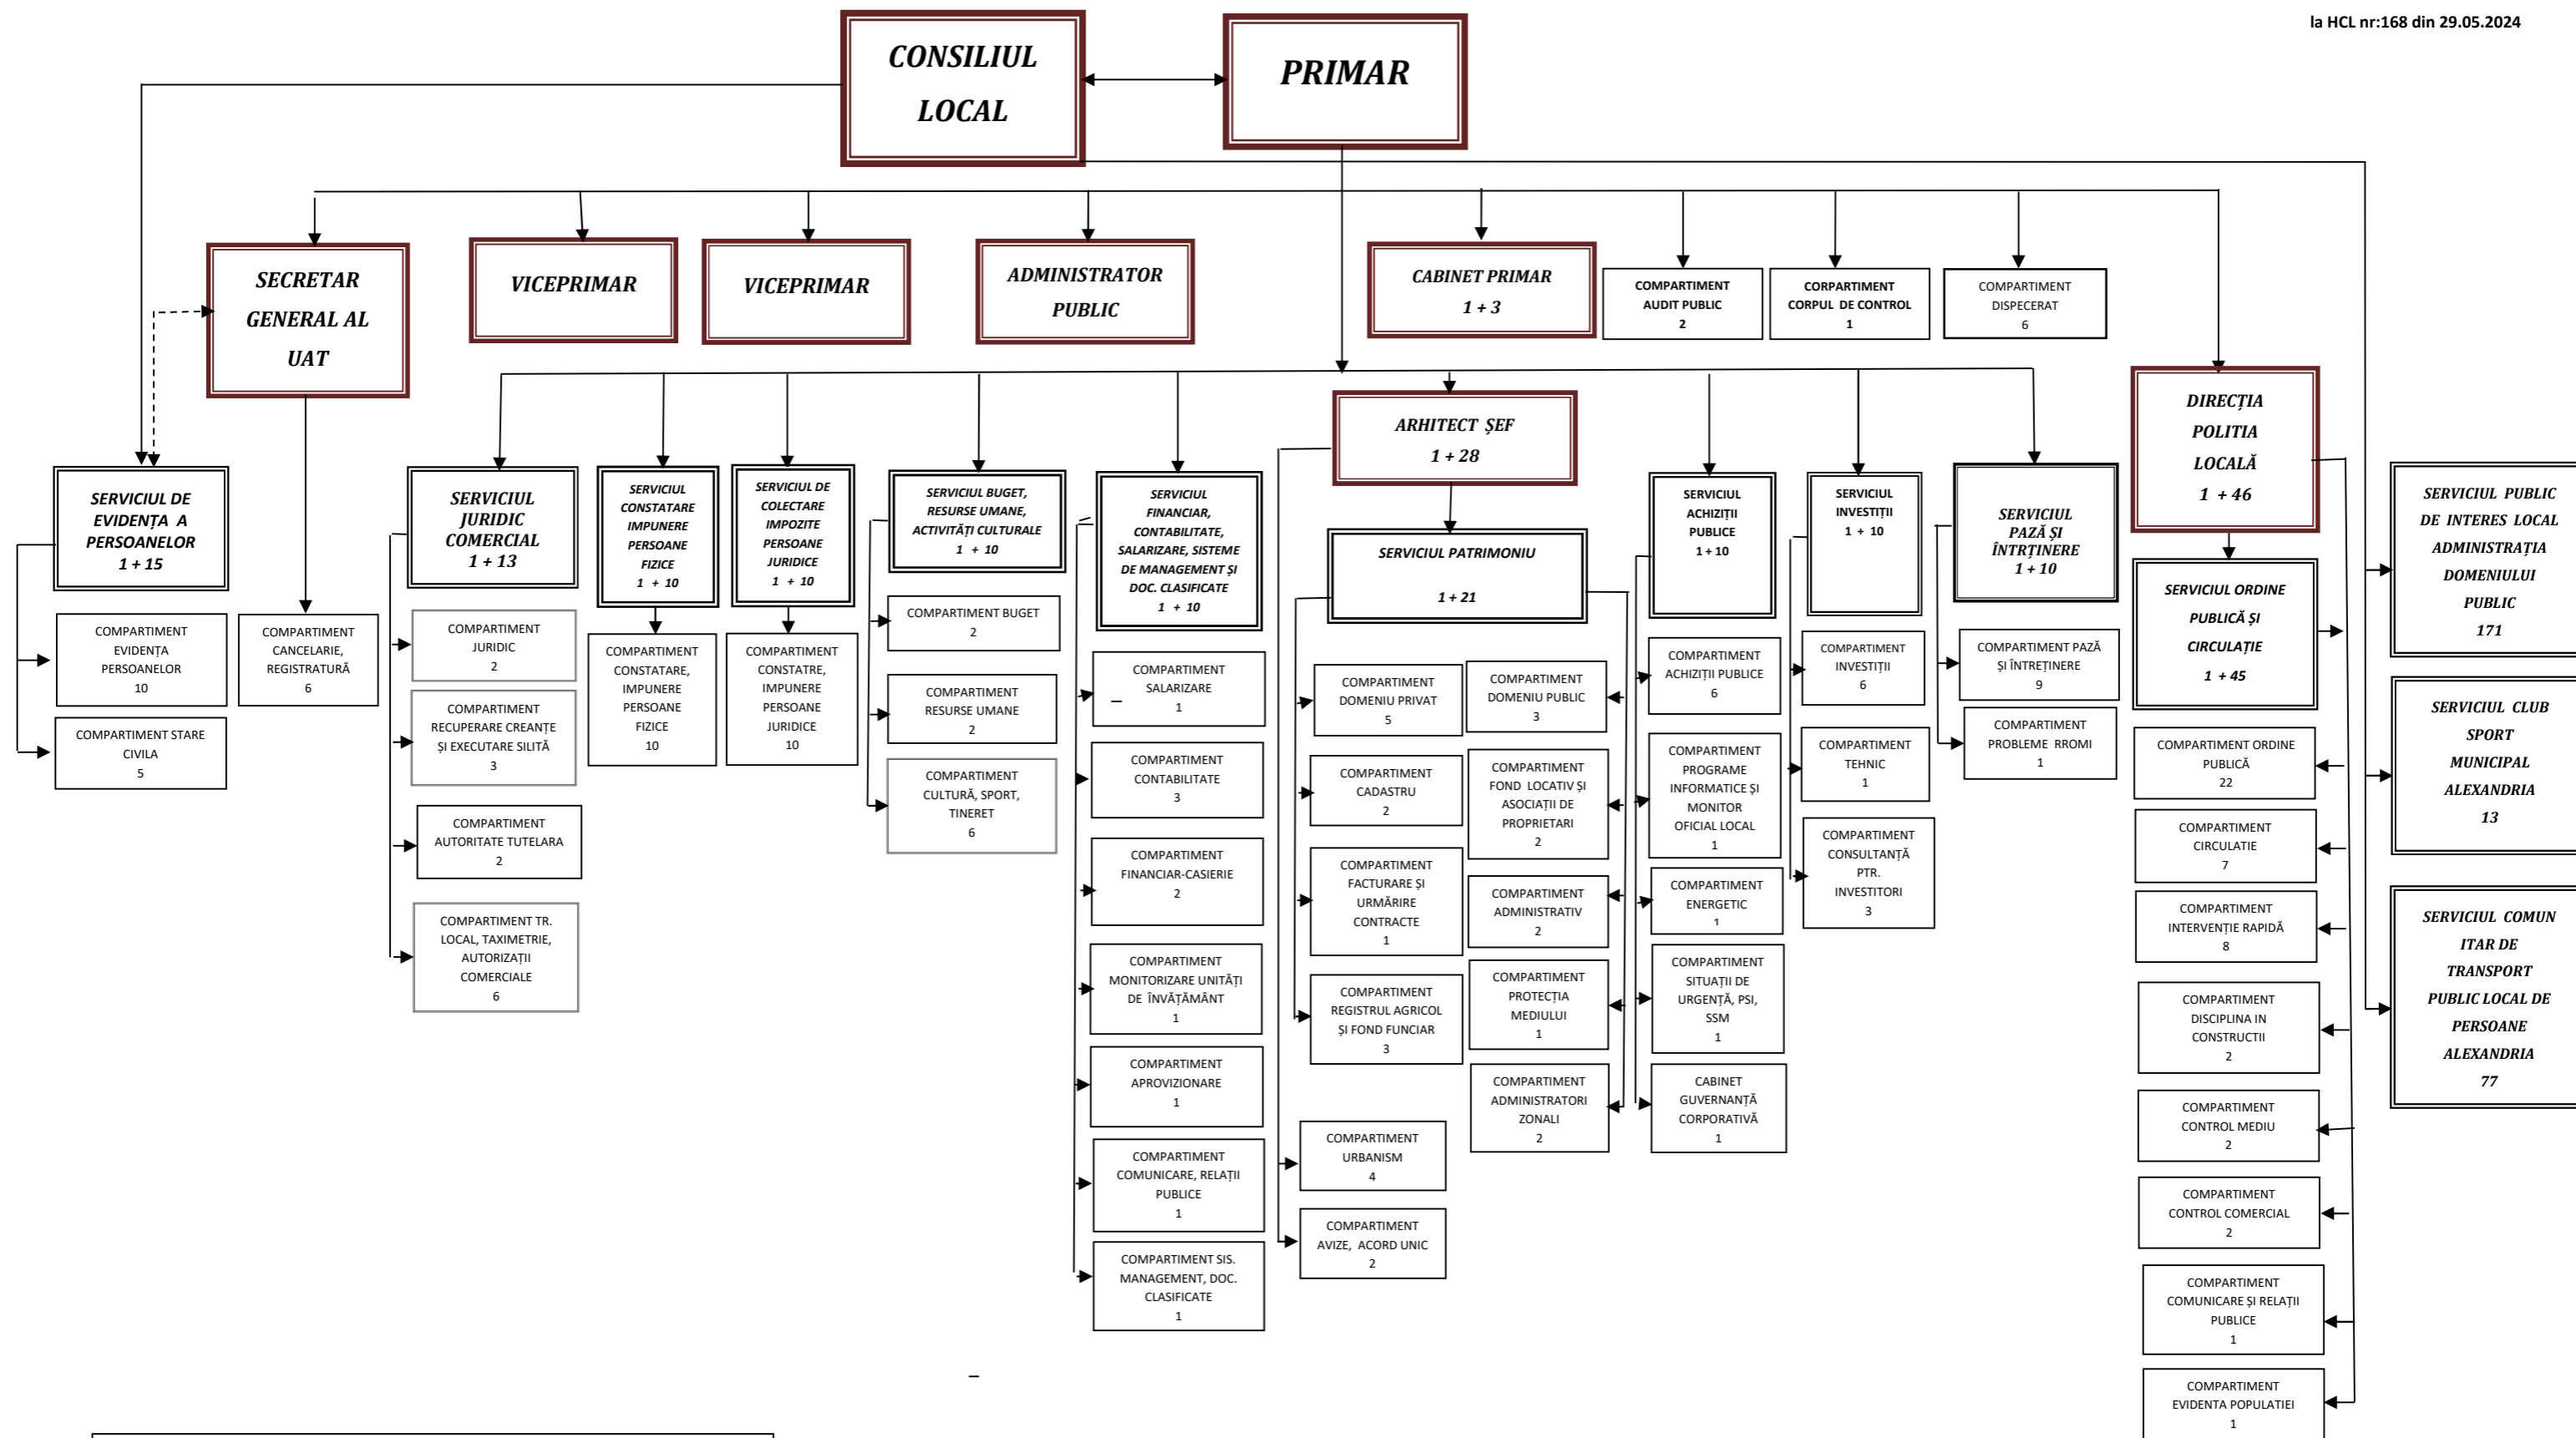 la HCL nr:168 din 29.05.2024
CONSILIUL
LOCAL
PRIMAR
SECRETAR
GENERAL AL
UAT
VICEPRIMAR
VICEPRIMAR
ADMINISTRATOR
PUBLIC
CABINET PRIMAR
1 + 3
COMPARTIMENT
AUDIT PUBLIC
2
CORPARTIMENT
CORPUL DE CONTROL
1
COMPARTIMENT
DISPECERAT
6
DIRECȚIA
POLITIA
LOCALĂ
1 + 46
ARHITECT ȘEF
1 + 28
SERVICIUL DE
EVIDENȚA A
PERSOANELOR
1 + 15
SERVICIUL
JURIDIC
COMERCIAL
1 + 13
SERVICIUL
CONSTATARE
IMPUNERE
PERSOANE
FIZICE
1 + 10
SERVICIUL DE
COLECTARE
IMPOZITE
PERSOANE
JURIDICE
1 + 10
SERVICIUL BUGET,
RESURSE UMANE,
ACTIVITĂȚI CULTURALE
1 + 10
SERVICIUL
FINANCIAR,
CONTABILITATE,
SALARIZARE, SISTEME
DE MANAGEMENT ȘI
DOC. CLASIFICATE
1 + 10
SERVICIUL PATRIMONIU
1 + 21
SERVICIUL
ACHIZIȚII
PUBLICE
1 + 10
SERVICIUL
INVESTIȚII
1 + 10
SERVICIUL
PAZĂ ȘI
ÎNTRȚINERE
1 + 10
SERVICIUL ORDINE
PUBLICĂ ȘI
CIRCULAȚIE
1 + 45
SERVICIUL PUBLIC
DE INTERES LOCAL
ADMINISTRAȚIA
DOMENIULUI
PUBLIC
171
SERVICIUL CLUB
SPORT
MUNICIPAL
ALEXANDRIA
13
SERVICIUL COMUN
ITAR DE
TRANSPORT
PUBLIC LOCAL DE
PERSOANE
ALEXANDRIA
77
COMPARTIMENT
EVIDENȚA
PERSOANELOR
10
COMPARTIMENT STARE
CIVILA
5
COMPARTIMENT
CANCELARIE,
REGISTRATURĂ
6
COMPARTIMENT
JURIDIC
2
COMPARTIMENT
RECUPERARE CREANȚE
ȘI EXECUTARE SILITĂ
3
COMPARTIMENT
AUTORITATE TUTELARA
2
COMPARTIMENT TR.
LOCAL, TAXIMETRIE,
AUTORIZAȚII
COMERCIALE
6
COMPARTIMENT
CONSTATARE,
IMPUNERE
PERSOANE
FIZICE
10
COMPARTIMENT
CONSTATRE,
IMPUNERE
PERSOANE
JURIDICE
10
COMPARTIMENT BUGET
2
COMPARTIMENT
RESURSE UMANE
2
COMPARTIMENT
CULTURĂ, SPORT,
TINERET
6
COMPARTIMENT
SALARIZARE
1
COMPARTIMENT
CONTABILITATE
3
COMPARTIMENT
FINANCIAR-CASIERIE
2
COMPARTIMENT
MONITORIZARE UNITĂȚI
DE ÎNVĂȚĂMÂNT
1
COMPARTIMENT
APROVIZIONARE
1
COMPARTIMENT
COMUNICARE, RELAȚII
PUBLICE
1
COMPARTIMENT SIS.
MANAGEMENT, DOC.
CLASIFICATE
1
COMPARTIMENT
DOMENIU PRIVAT
5
COMPARTIMENT
CADASTRU
2
COMPARTIMENT
FACTURARE ȘI
URMĂRIRE
CONTRACTE
1
COMPARTIMENT
REGISTRUL AGRICOL
ȘI FOND FUNCIAR
3
COMPARTIMENT
URBANISM
4
COMPARTIMENT
AVIZE, ACORD UNIC
2
COMPARTIMENT
DOMENIU PUBLIC
3
COMPARTIMENT
FOND LOCATIV ȘI
ASOCIAȚII DE
PROPRIETARI
2
COMPARTIMENT
ADMINISTRATIV
2
COMPARTIMENT
PROTECȚIA
MEDIULUI
1
COMPARTIMENT
ADMINISTRATORI
ZONALI
2
COMPARTIMENT
ACHIZIȚII PUBLICE
6
COMPARTIMENT
PROGRAME
INFORMATICE ȘI
MONITOR
OFICIAL LOCAL
1
COMPARTIMENT
ENERGETIC
1
COMPARTIMENT
SITUAȚII DE
URGENȚĂ, PSI,
SSM
1
CABINET
GUVERNANȚĂ
CORPORATIVĂ
1
COMPARTIMENT
INVESTIȚII
6
COMPARTIMENT
TEHNIC
1
COMPARTIMENT
CONSULTANȚĂ
PTR.
INVESTITORI
3
COMPARTIMENT PAZĂ
ȘI ÎNTREȚINERE
9
COMPARTIMENT
PROBLEME RROMI
1
COMPARTIMENT ORDINE
PUBLICĂ
22
COMPARTIMENT
CIRCULATIE
7
COMPARTIMENT
INTERVENȚIE RAPIDĂ
8
COMPARTIMENT
DISCIPLINA IN
CONSTRUCTII
2
COMPARTIMENT
CONTROL MEDIU
2
COMPARTIMENT
CONTROL COMERCIAL
2
COMPARTIMENT
COMUNICARE ȘI RELAȚII
PUBLICE
1
COMPARTIMENT
EVIDENTA POPULATIEI
1